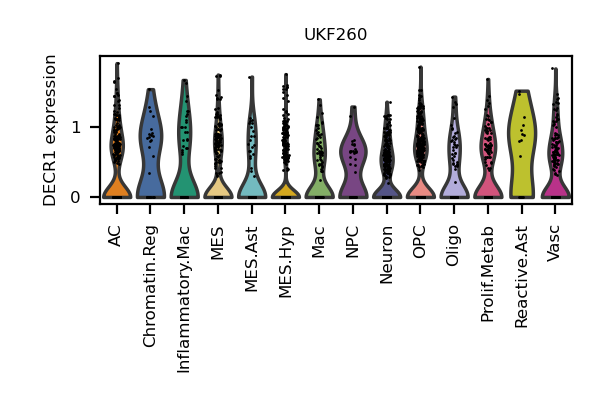 UKF260
DECR1 expression
1
0
AC
Chromatin.Reg
Inflammatory.Mac
MES
MES.Ast
MES.Hyp
Mac
NPC
Neuron
OPC
Oligo
Prolif.Metab
Reactive.Ast
Vasc